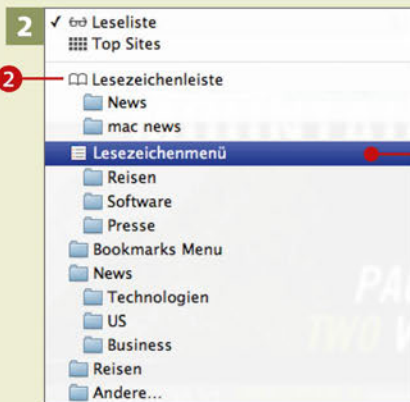 2
✓ Leseliste
Top Sites
2 Lesezeichenleiste
News
mac news
Lesezeichenmenü
Reisen
Software
Presse
Bookmarks Menu
News
Technologien
US
Business
Reisen
Andere...